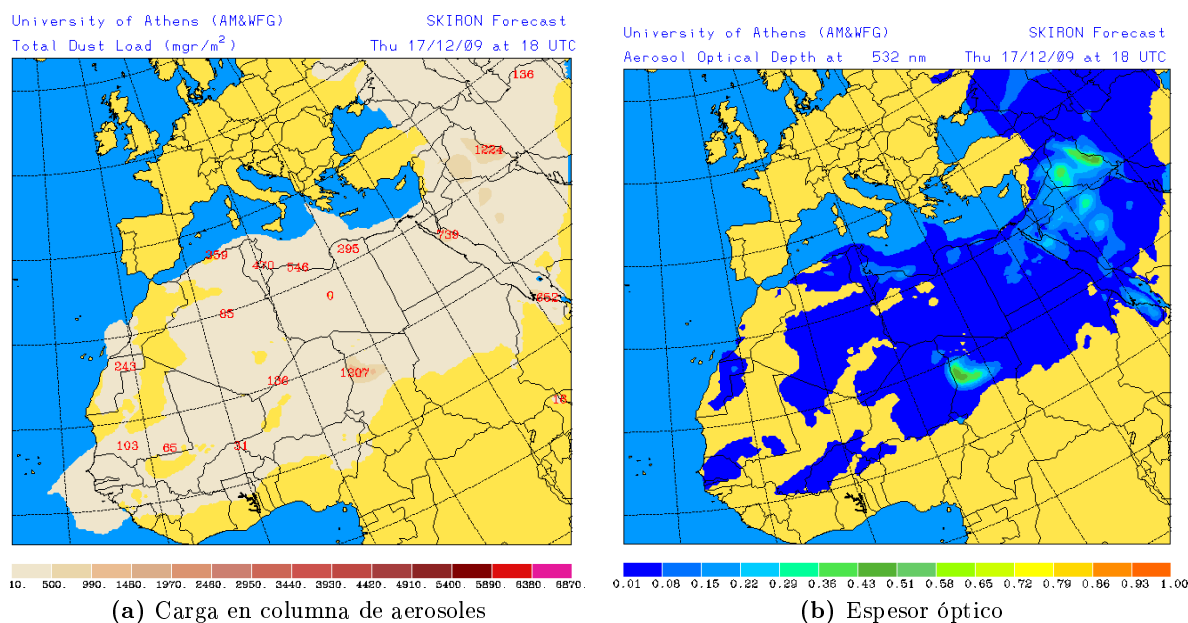 University of Athens (AM&WFG) SKIRON Forecast
Total Dust Load (mgr/m²) Thu 17/12/09 at 18 UTC
136
1224
739
295
359
470
546
0
652
85
243
136
1207
18
103
65
31
10. 500. 990. 1480. 1970. 2460. 2950. 3440. 3930. 4420. 4910. 5400. 5890. 6380. 6870.
(a) Carga en columna de aerosoles
University of Athens (AM&WFG) SKIRON Forecast
Aerosol Optical Depth at 532 nm Thu 17/12/09 at 18 UTC
0.01 0.08 0.15 0.22 0.29 0.36 0.43 0.51 0.58 0.65 0.72 0.79 0.86 0.93 1.00
(b) Espesor óptico